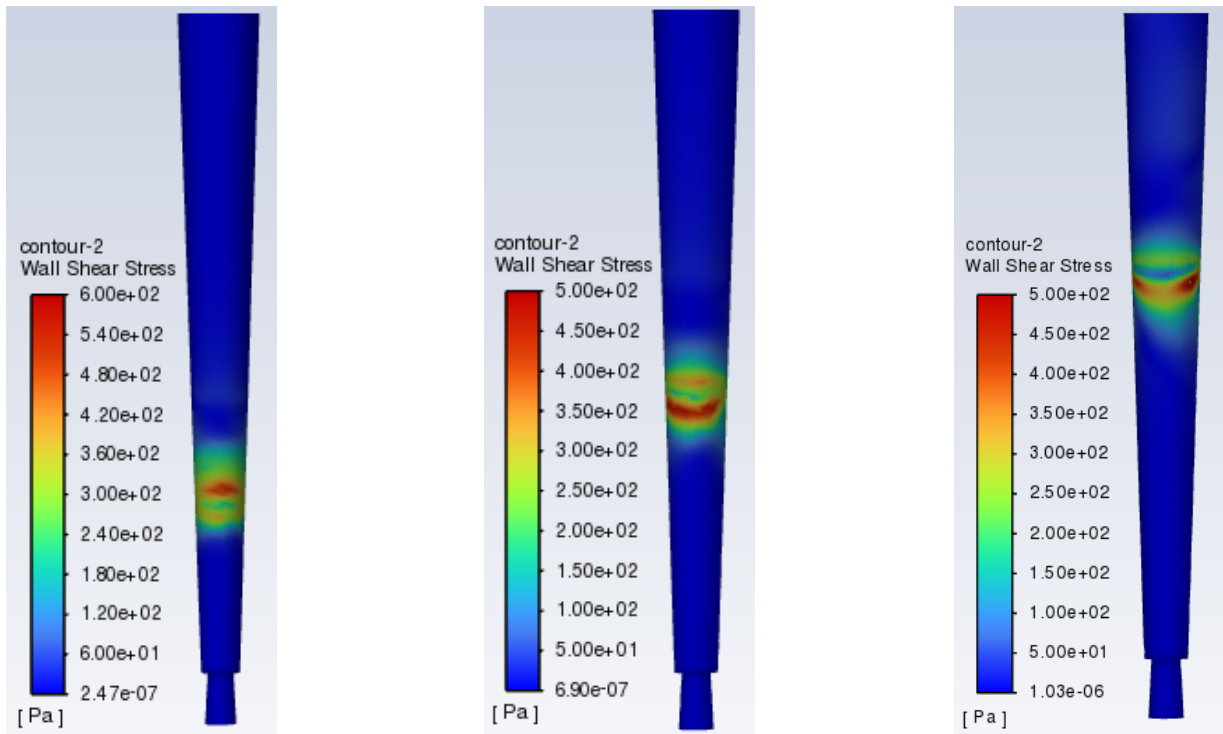 contour-2
Wall Shear Stress
6.00e+02
5.40e+02
4.80e+02
4.20e+02
3.60e+02
3.00e+02
2.40e+02
1.80e+02
1.20e+02
6.00e+01
2.47e-07
[ Pa ]
contour-2
Wall Shear Stress
5.00e+02
4.50e+02
4.00e+02
3.50e+02
3.00e+02
2.50e+02
2.00e+02
1.50e+02
1.00e+02
5.00e+01
6.90e-07
[ Pa ]
contour-2
Wall Shear Stress
5.00e+02
4.50e+02
4.00e+02
3.50e+02
3.00e+02
2.50e+02
2.00e+02
1.50e+02
1.00e+02
5.00e+01
1.03e-06
[ Pa ]